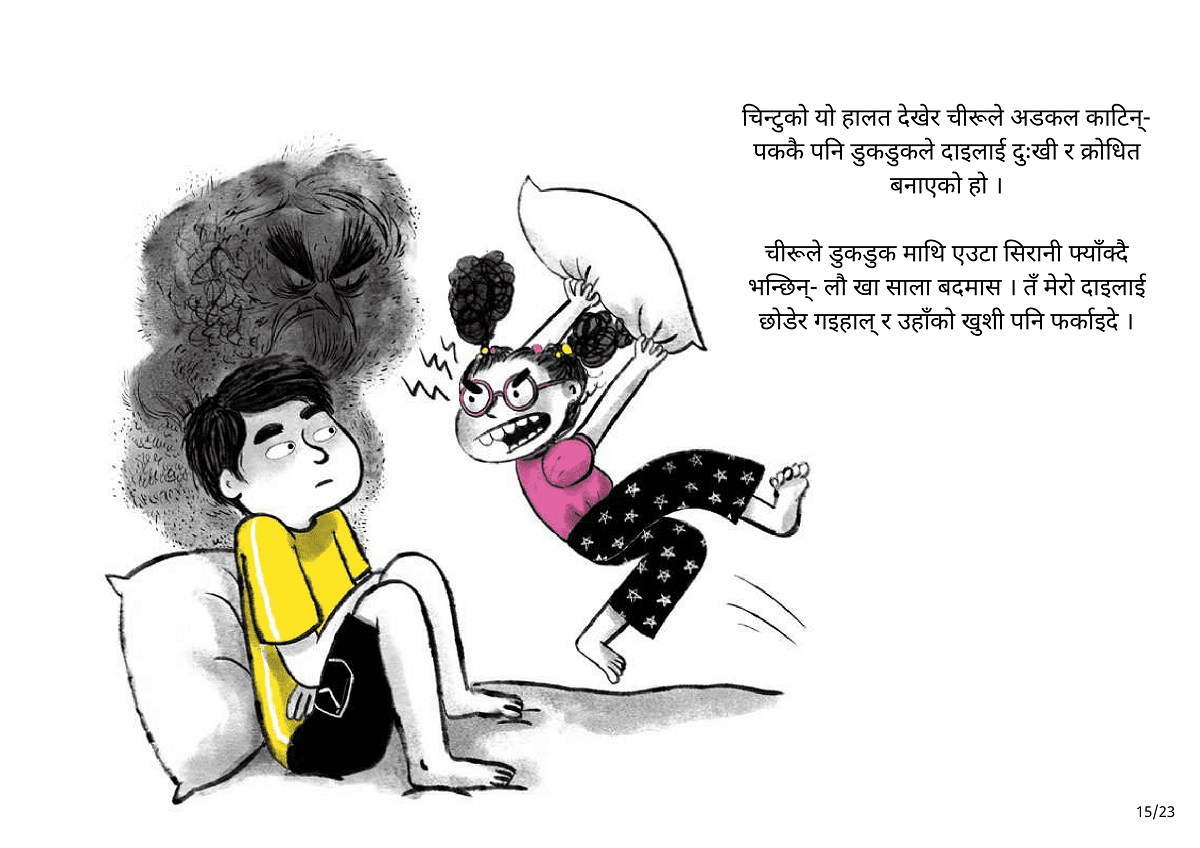 चिन्टुको यो हालत देखेर चीरूले अडकल काटिन्-
पककै पनि डुकडुकले दाइलाई दुःखी र क्रोधित
बनाएको हो ।
चीरूले डुकडुक माथि एउटा सिरानी फ्याँक्दै
भन्छिन्- लौ खा साला बदमास । तँ मेरो दाइलाई
छोडेर गइहाल् र उहाँको खुशी पनि फर्काइदे ।
15/23